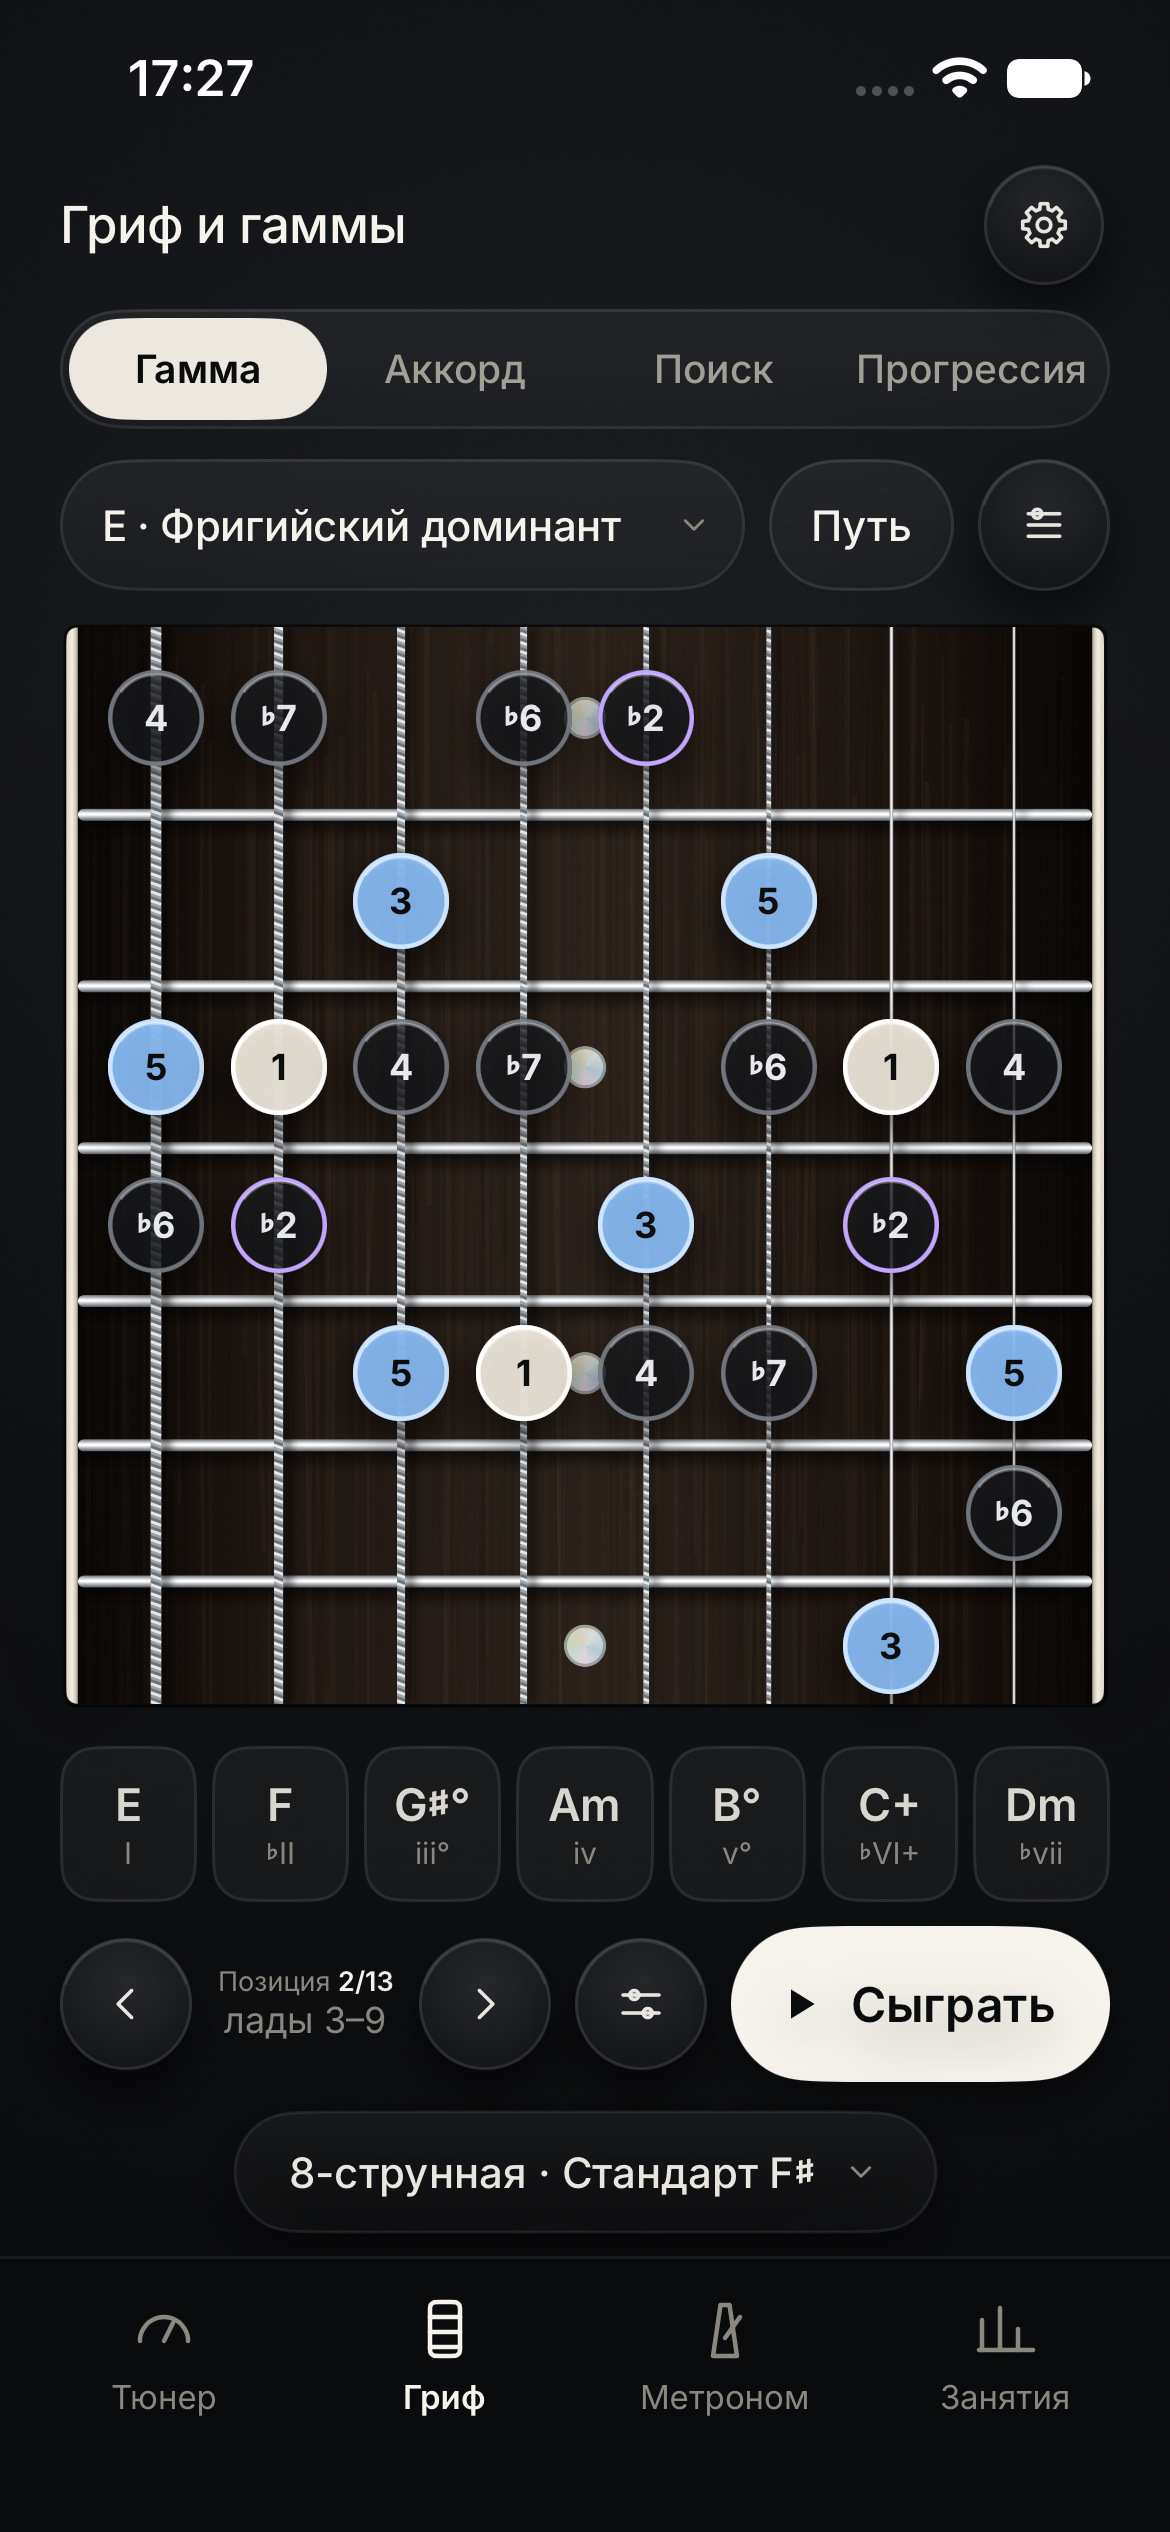 17:27
Гриф и гаммы
Гамма Аккорд Поиск Прогрессия
E · Фригийский доминант Путь
4 ♭7 ♭6 ♭2
3 5
5 1 4 ♭7 ♭6 1 4
♭6 ♭2 3 ♭2
5 1 4 ♭7 5
♭6
3
E F G♯° Am B° C+ Dm
I ♭II iii° iv v° ♭VI+ ♭vii
Позиция 2/13
лады 3–9
Сыграть
8-струнная · Стандарт F♯
Тюнер Гриф Метроном Занятия